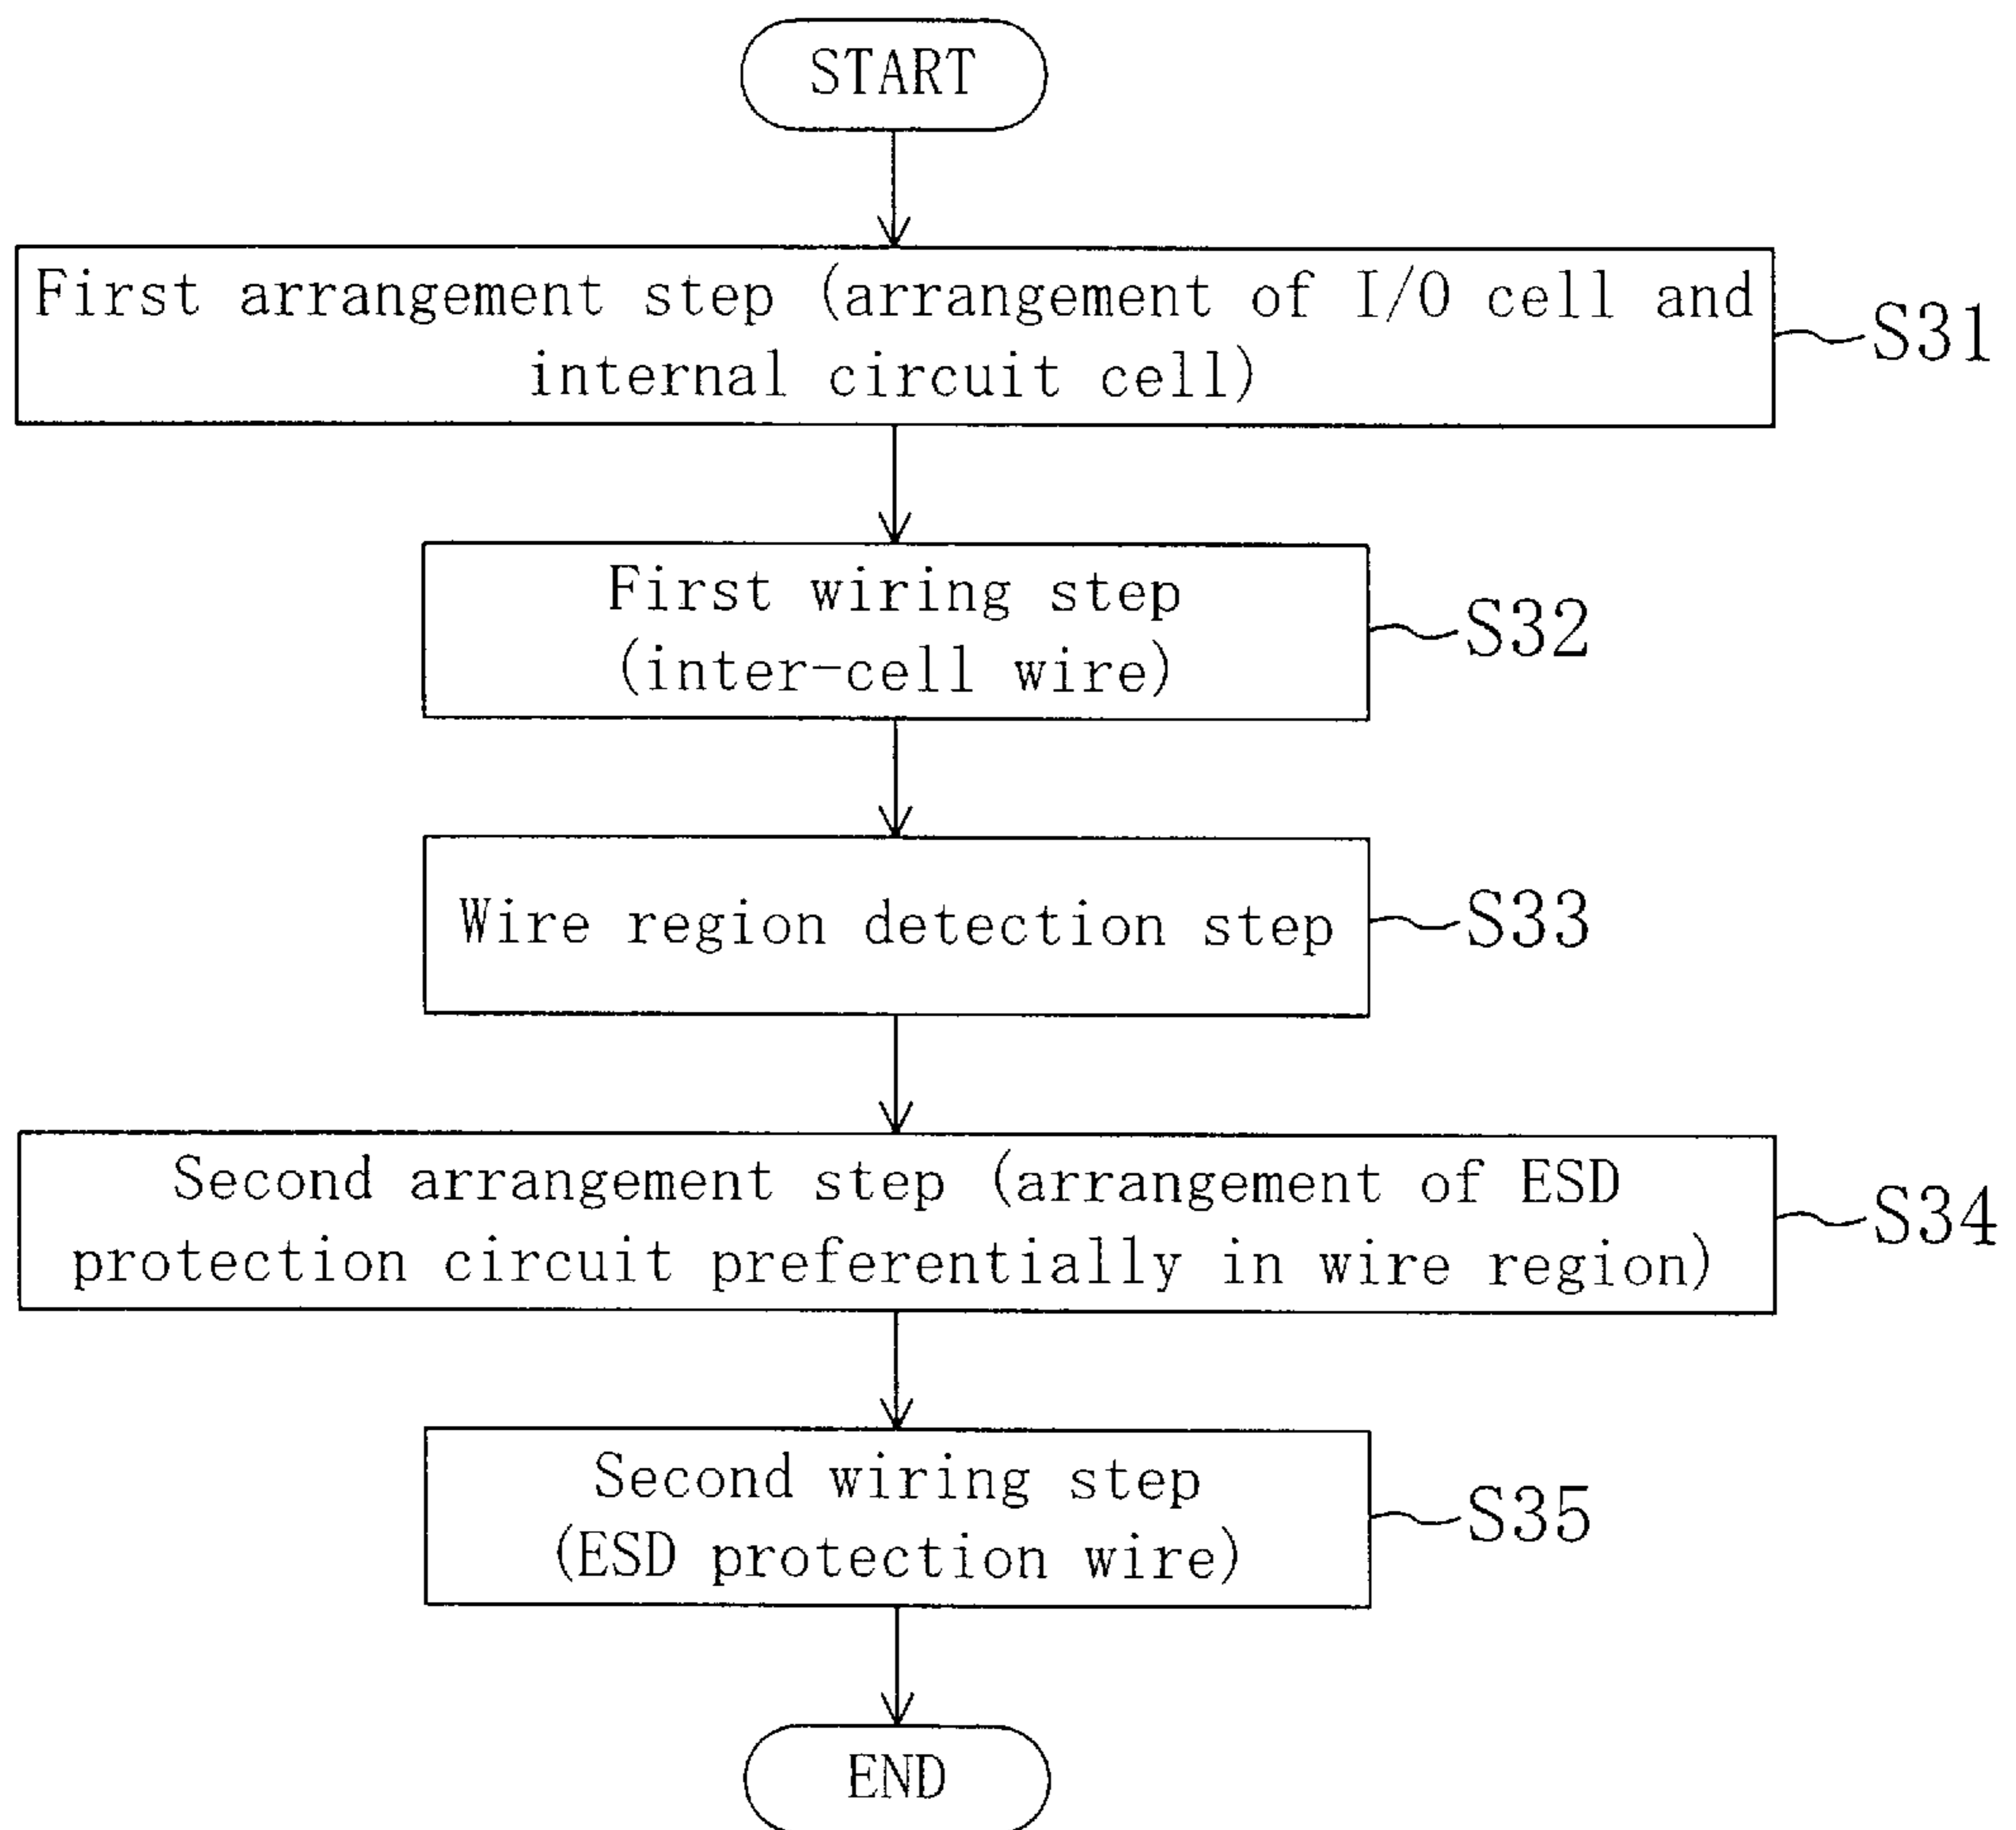 START
First arrangement step (arrangement of I/O cell and
internal circuit cell)
S31
First wiring step
(inter-cell wire)
S32
Wire region detection step
S33
Second arrangement step (arrangement of ESD
protection circuit preferentially in wire region)
S34
Second wiring step
(ESD protection wire)
S35
END